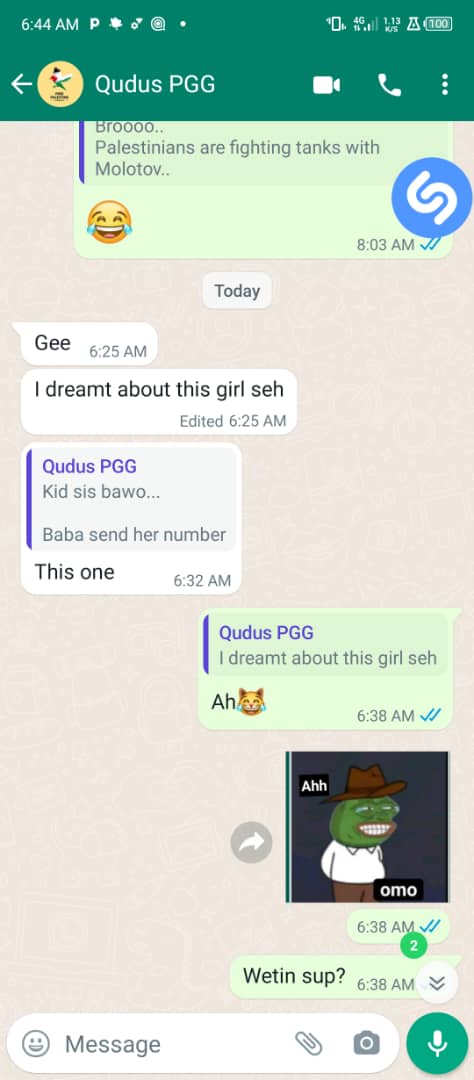 6:44 AM
4G 1.13 K/S 100
Qudus PGG
Broooo..
Palestinians are fighting tanks with
Molotov..
😂
8:03 AM
Today
Gee
6:25 AM
I dreamt about this girl seh
Edited 6:25 AM
Qudus PGG
Kid sis bawo...
Baba send her number
This one
6:32 AM
Qudus PGG
I dreamt about this girl seh
Ah😹
6:38 AM
Ahh
omo
6:38 AM
2
Wetin sup?
6:38 AM
Message